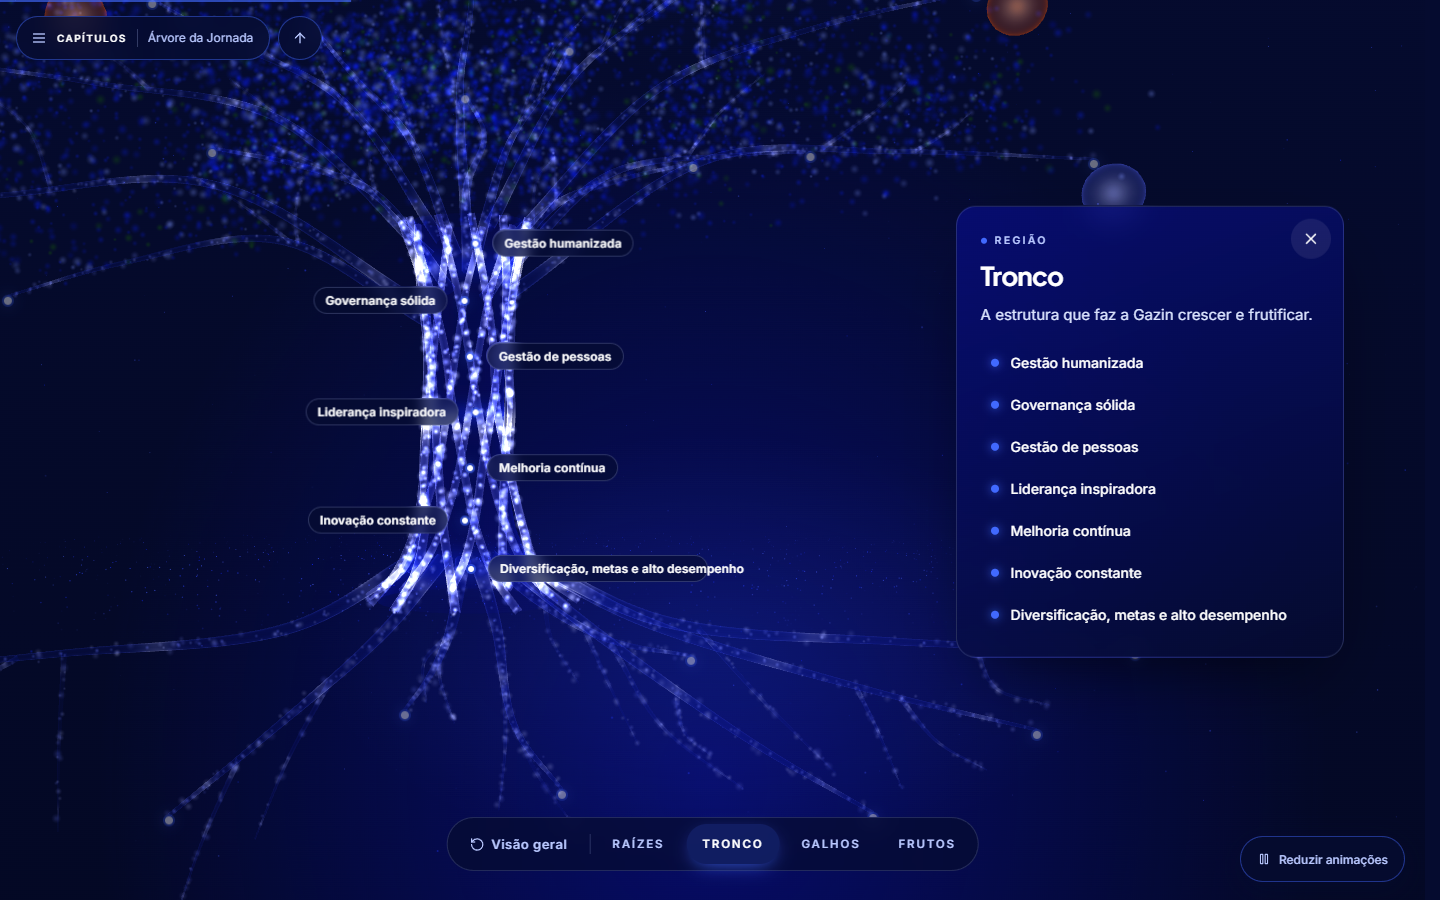 CAPÍTULOS
Árvore da Jornada
Gestão humanizada
Governança sólida
Gestão de pessoas
Liderança inspiradora
Melhoria contínua
Inovação constante
Diversificação, metas e alto desempenho
REGIÃO
Tronco
A estrutura que faz a Gazin crescer e frutificar.
Gestão humanizada
Governança sólida
Gestão de pessoas
Liderança inspiradora
Melhoria contínua
Inovação constante
Diversificação, metas e alto desempenho
Visão geral
RAÍZES
TRONCO
GALHOS
FRUTOS
Reduzir animações